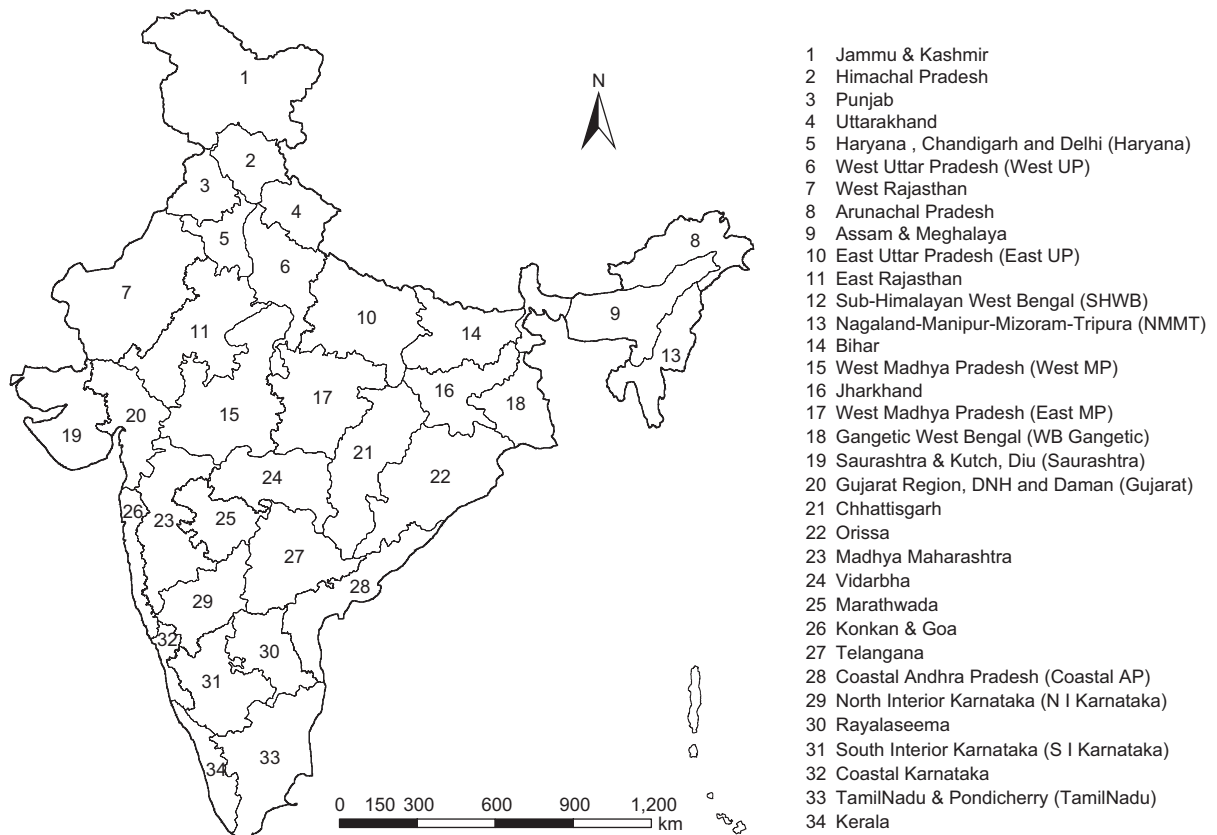 1
2
3
4
5
6
7
8
9
10
11
12
13
14
15
16
17
18
19
20
21
22
23
24
25
26
27
28
29
30
31
32
33
34
N
0 150 300 600 900 1,200
km
1 Jammu & Kashmir
2 Himachal Pradesh
3 Punjab
4 Uttarakhand
5 Haryana , Chandigarh and Delhi (Haryana)
6 West Uttar Pradesh (West UP)
7 West Rajasthan
8 Arunachal Pradesh
9 Assam & Meghalaya
10 East Uttar Pradesh (East UP)
11 East Rajasthan
12 Sub-Himalayan West Bengal (SHWB)
13 Nagaland-Manipur-Mizoram-Tripura (NMMT)
14 Bihar
15 West Madhya Pradesh (West MP)
16 Jharkhand
17 West Madhya Pradesh (East MP)
18 Gangetic West Bengal (WB Gangetic)
19 Saurashtra & Kutch, Diu (Saurashtra)
20 Gujarat Region, DNH and Daman (Gujarat)
21 Chhattisgarh
22 Orissa
23 Madhya Maharashtra
24 Vidarbha
25 Marathwada
26 Konkan & Goa
27 Telangana
28 Coastal Andhra Pradesh (Coastal AP)
29 North Interior Karnataka (N I Karnataka)
30 Rayalaseema
31 South Interior Karnataka (S I Karnataka)
32 Coastal Karnataka
33 TamilNadu & Pondicherry (TamilNadu)
34 Kerala